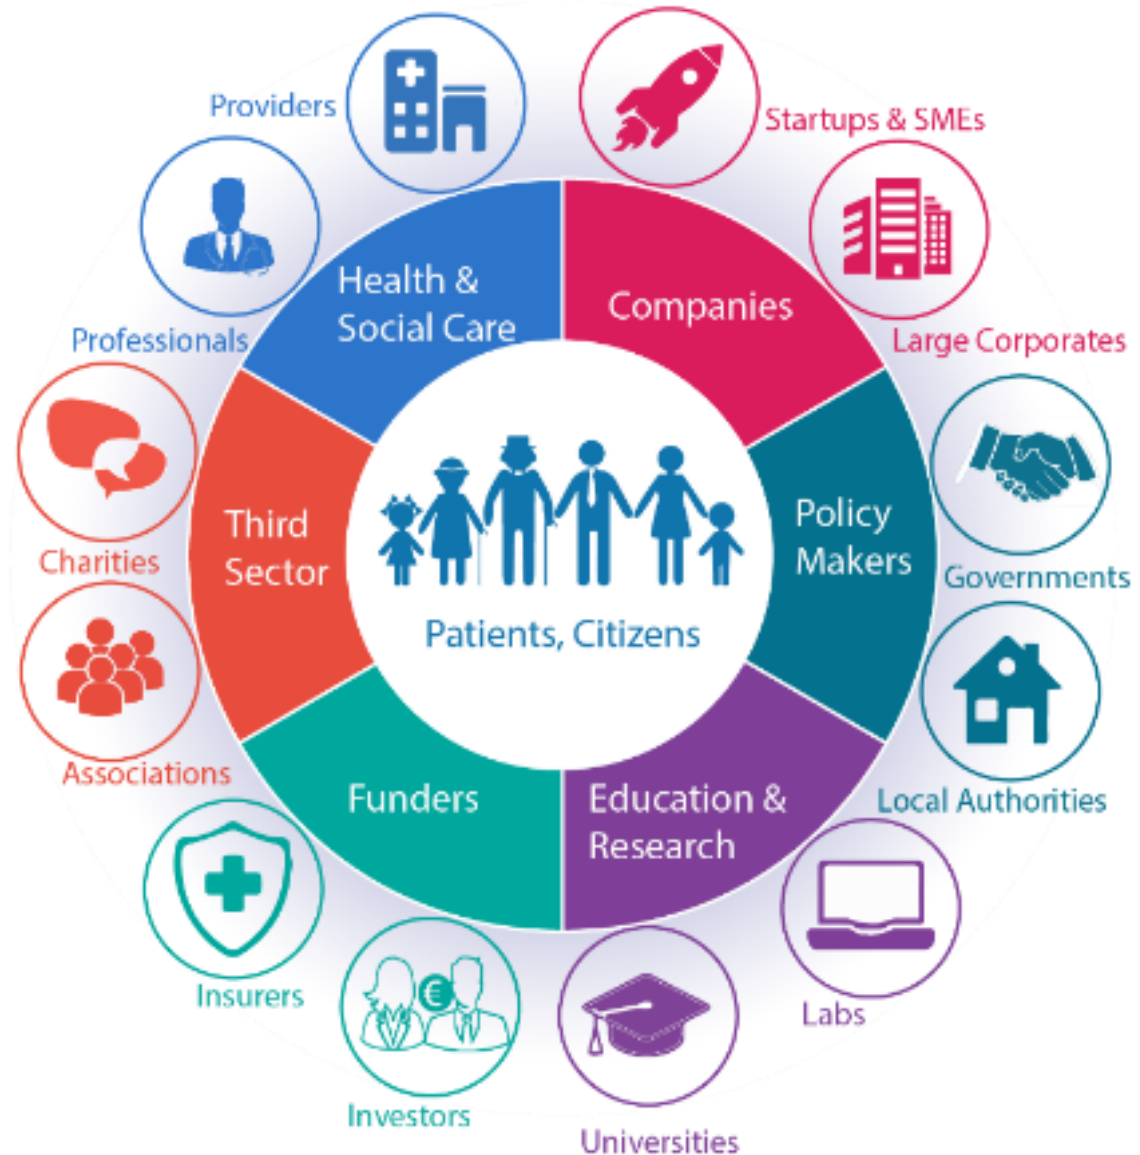 Providers
Startups & SMEs
Professionals
Large Corporates
Health &
Social Care
Companies
Charities
Third
Sector
Policy
Makers
Governments
Patients, Citizens
Associations
Local Authorities
Funders
Education &
Research
Insurers
Labs
€
Investors
Universities